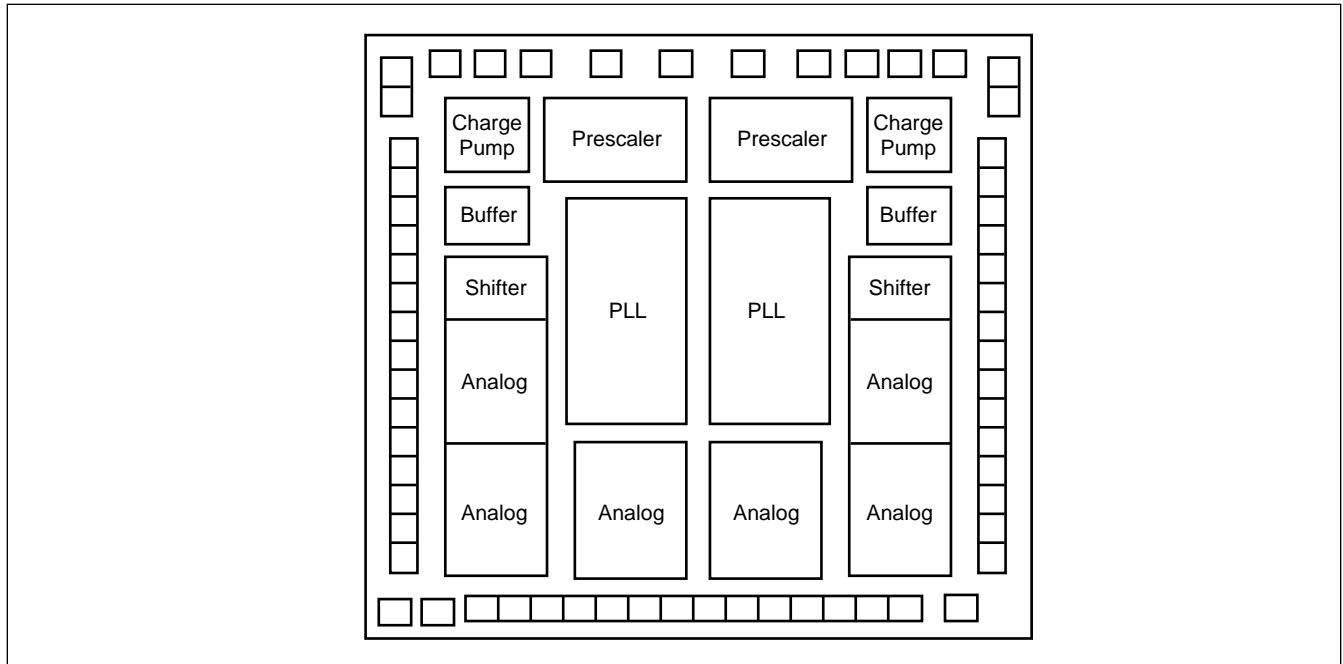 Charge
Pump
Prescaler
Prescaler
Charge
Pump
Buffer
Buffer
Shifter
Shifter
PLL
PLL
Analog
Analog
Analog
Analog
Analog
Analog